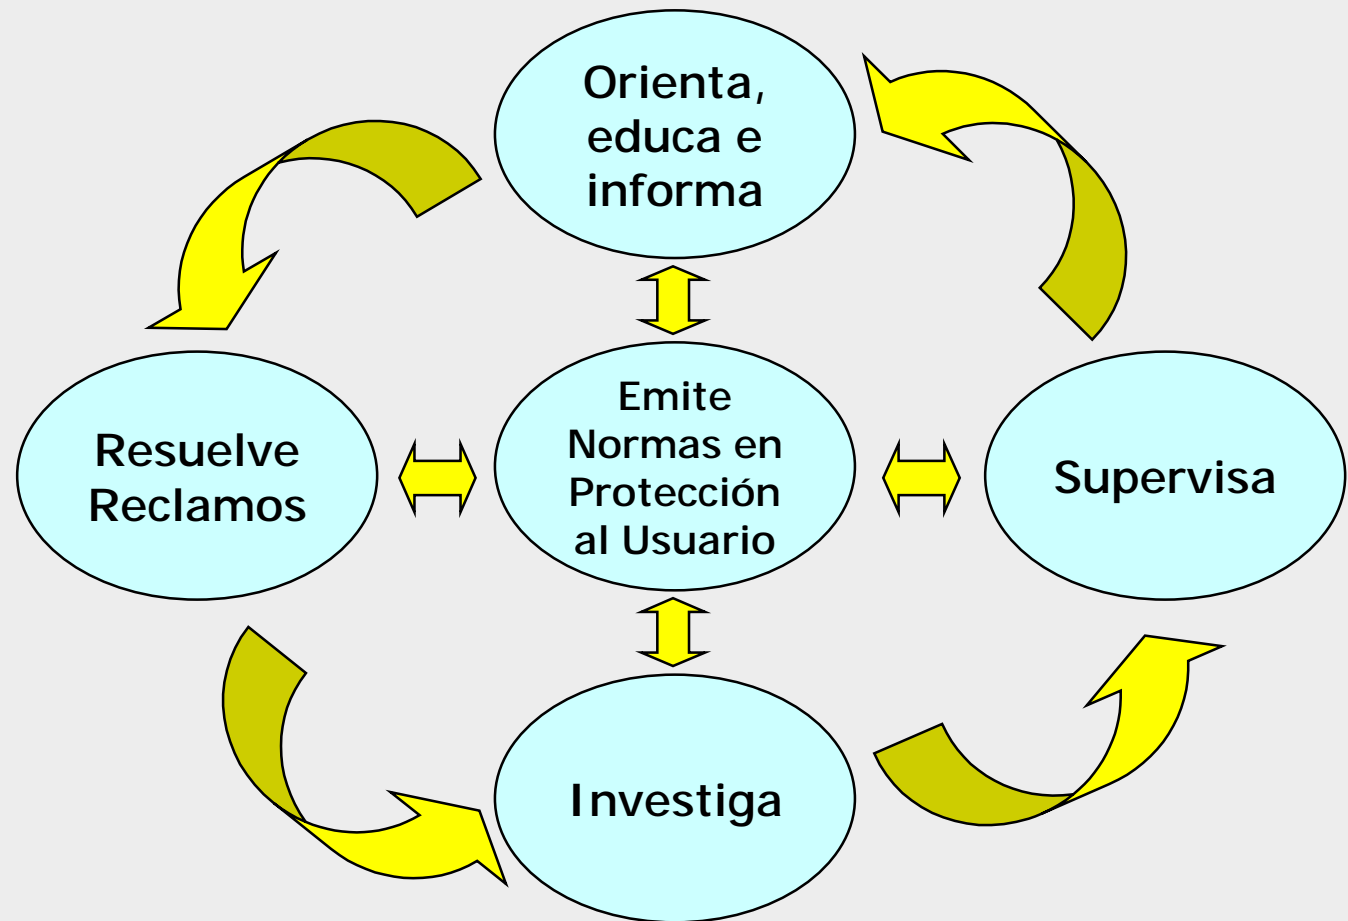 Orienta,
educa e
informa
Resuelve
Reclamos
Emite
Normas en
Protección
al Usuario
Supervisa
Investiga